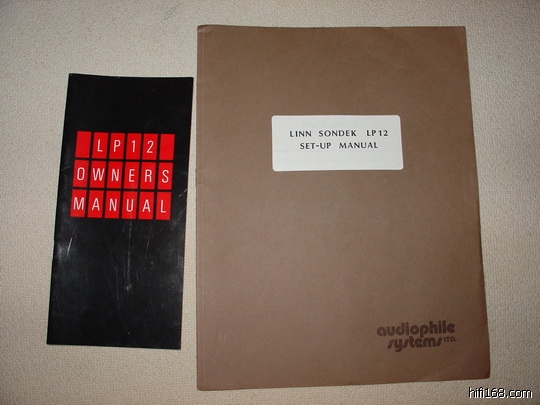 LP12
OWNERS
MANUAL
LINN SONDEK LP12
SET-UP MANUAL
audiophile
systems LTD.
hifi168.com